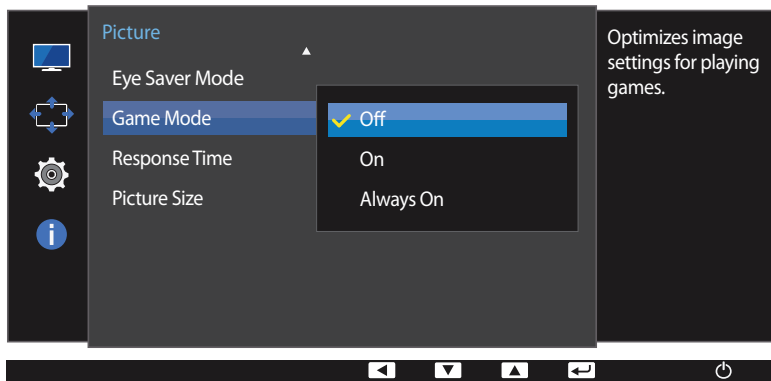 Picture
Eye Saver Mode
Game Mode
Response Time
Picture Size
Off
On
Always On
Optimizes image
settings for playing
games.